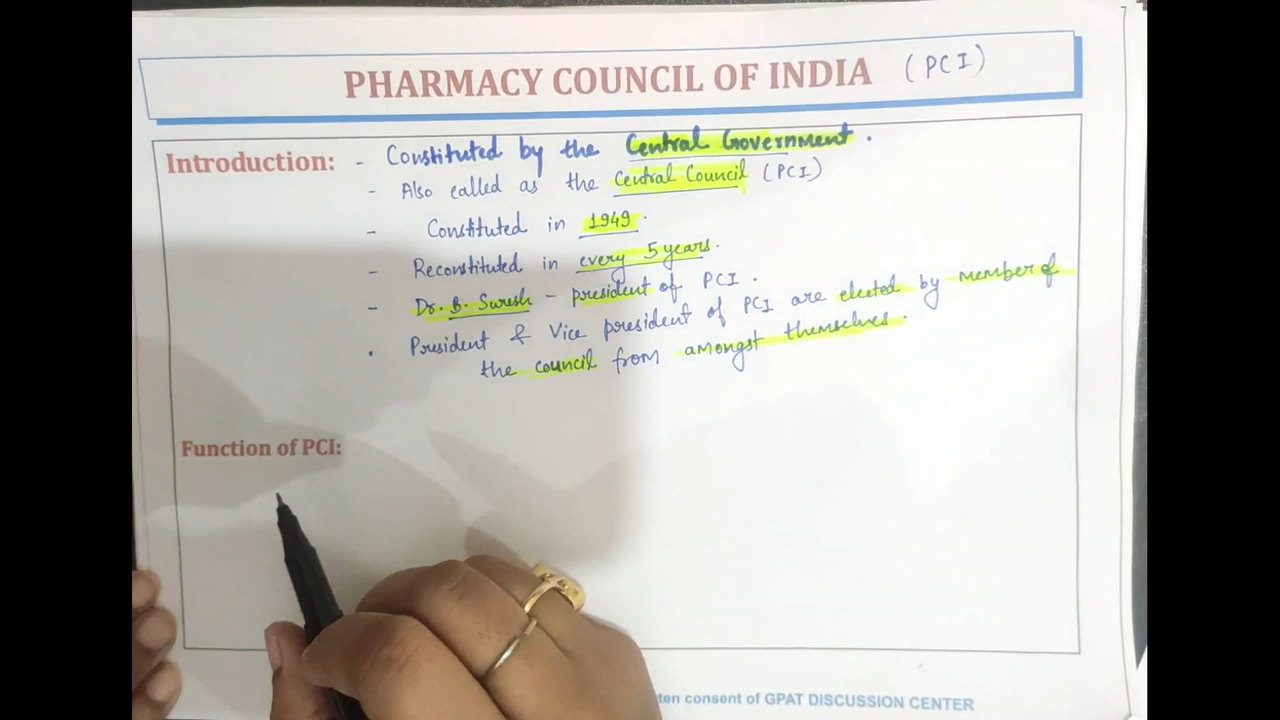 PHARMACY COUNCIL OF INDIA (PCI)
Introduction: - Constituted by the Central Government.
- Also called as the Central Council (PCI)
- Constituted in 1949.
- Reconstituted in every 5 years.
- Dr. B. Suresh - president of PCI.
. President & Vice president of PCI are elected by member of
the council from amongst themselves.
Function of PCI:
consent of GPAT DISCUSSION CENTER